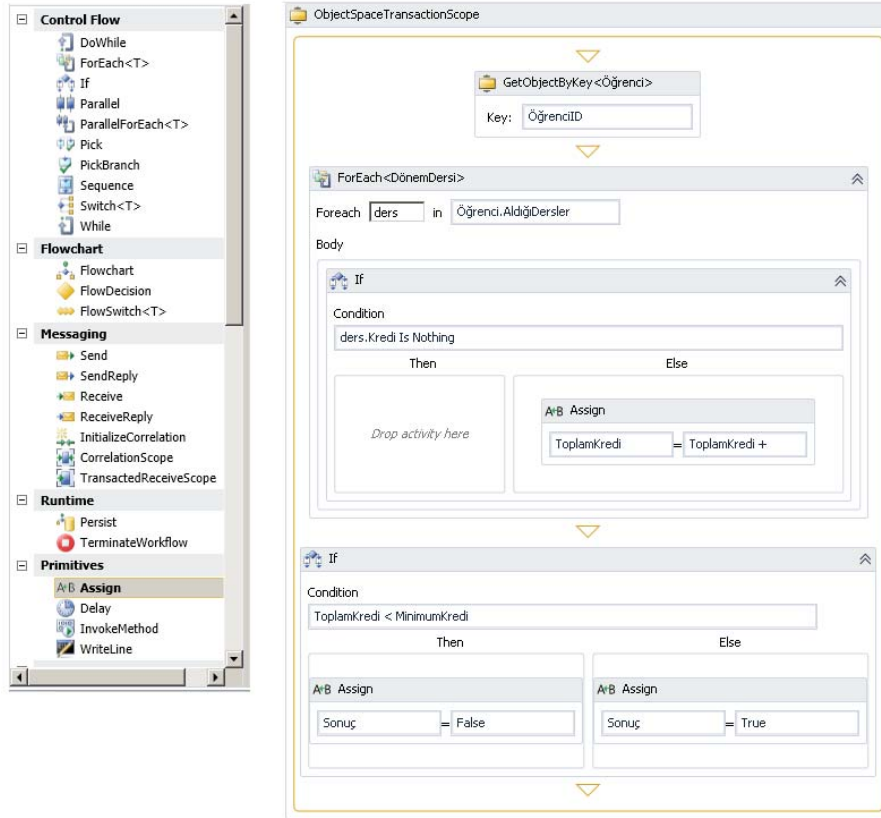 Control Flow
DoWhile
ForEach<T>
If
Parallel
ParallelForEach<T>
Pick
PickBranch
Sequence
Switch<T>
While
Flowchart
Flowchart
FlowDecision
FlowSwitch<T>
Messaging
Send
SendReply
Receive
ReceiveReply
InitializeCorrelation
CorrelationScope
TransactedReceiveScope
Runtime
Persist
TerminateWorkflow
Primitives
A+B Assign
Delay
InvokeMethod
WriteLine
ObjectSpaceTransactionScope
GetObjectByKey<Öğrenci>
Key: ÖğrenciID
ForEach<DönemDersi>
Foreach ders in Öğrenci.AldığıDersler
Body
If
Condition
ders.Kredi Is Nothing
Then Else
Drop activity here
A+B Assign
ToplamKredi = ToplamKredi +
If
Condition
ToplamKredi < MinimumKredi
Then Else
A+B Assign A+B Assign
Sonuç = False Sonuç = True